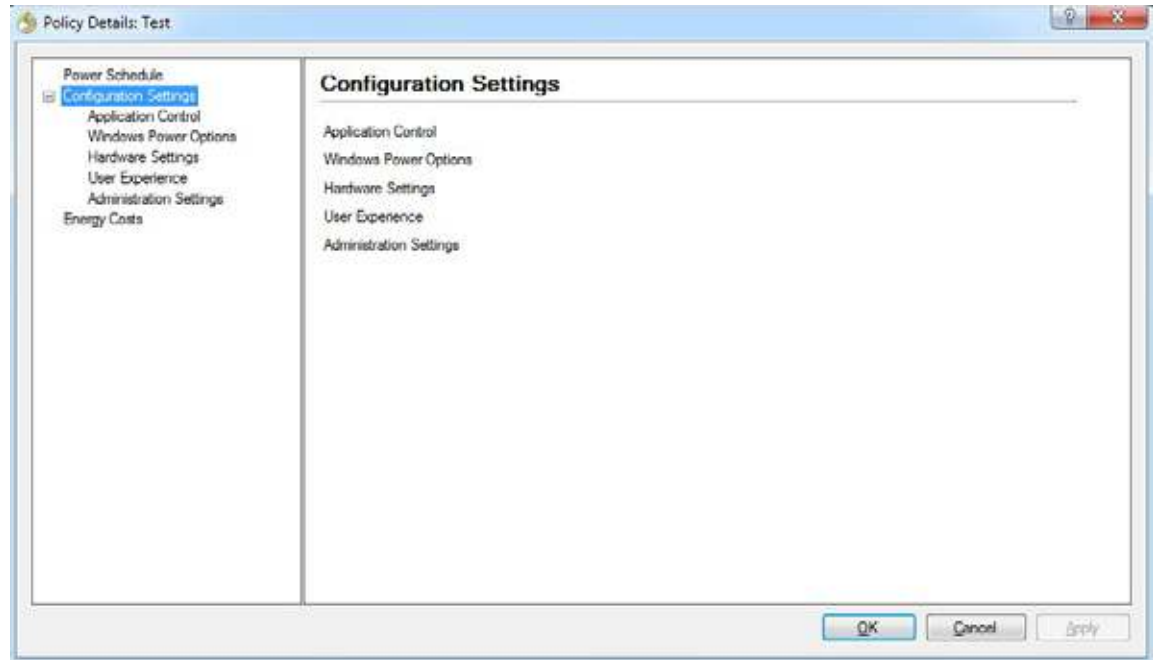 Policy Details: Test
?
Power Schedule
Configuration Settings
Application Control
Windows Power Options
Hardware Settings
User Experience
Administration Settings
Energy Costs
Configuration Settings
Application Control
Windows Power Options
Hardware Settings
User Experience
Administration Settings
OK
Cancel
Apply